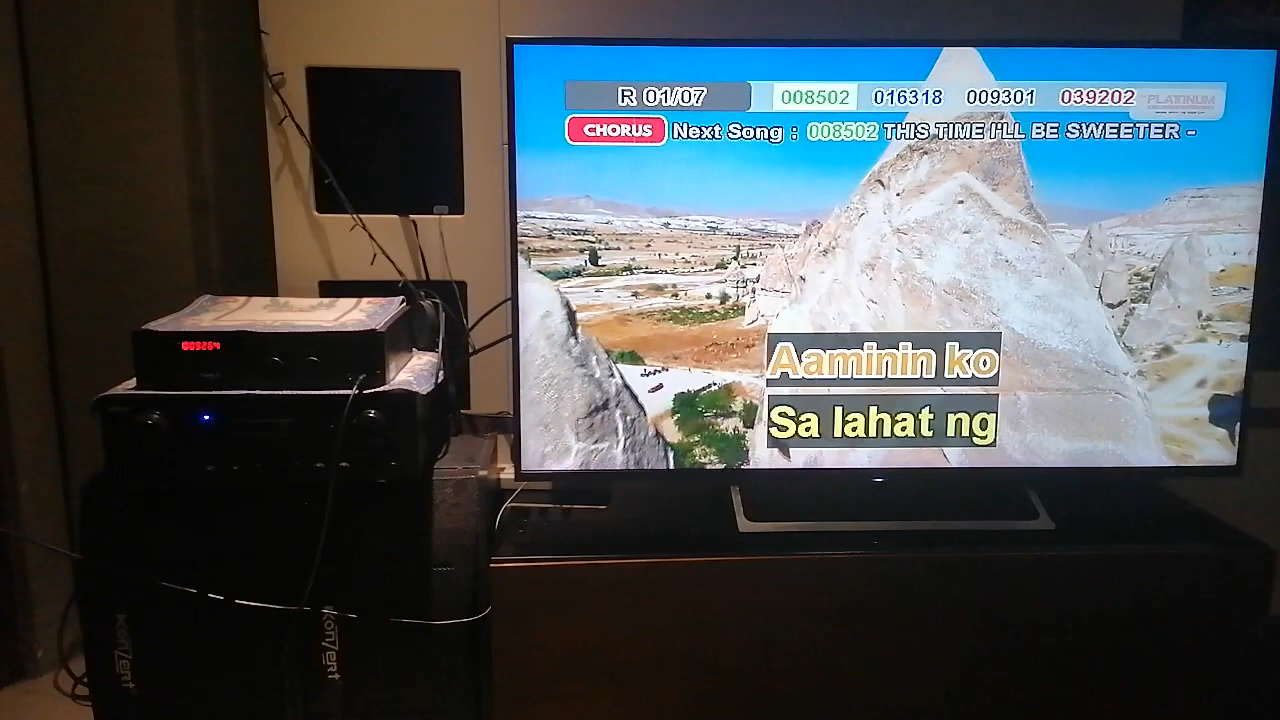 R 01/07 008502 016318 009301 039202 PLATINUM
CHORUS Next Song : 008502 THIS TIME I'LL BE SWEETER -
Aaminin ko
Sa lahat ng
KONZERT
KONZERT